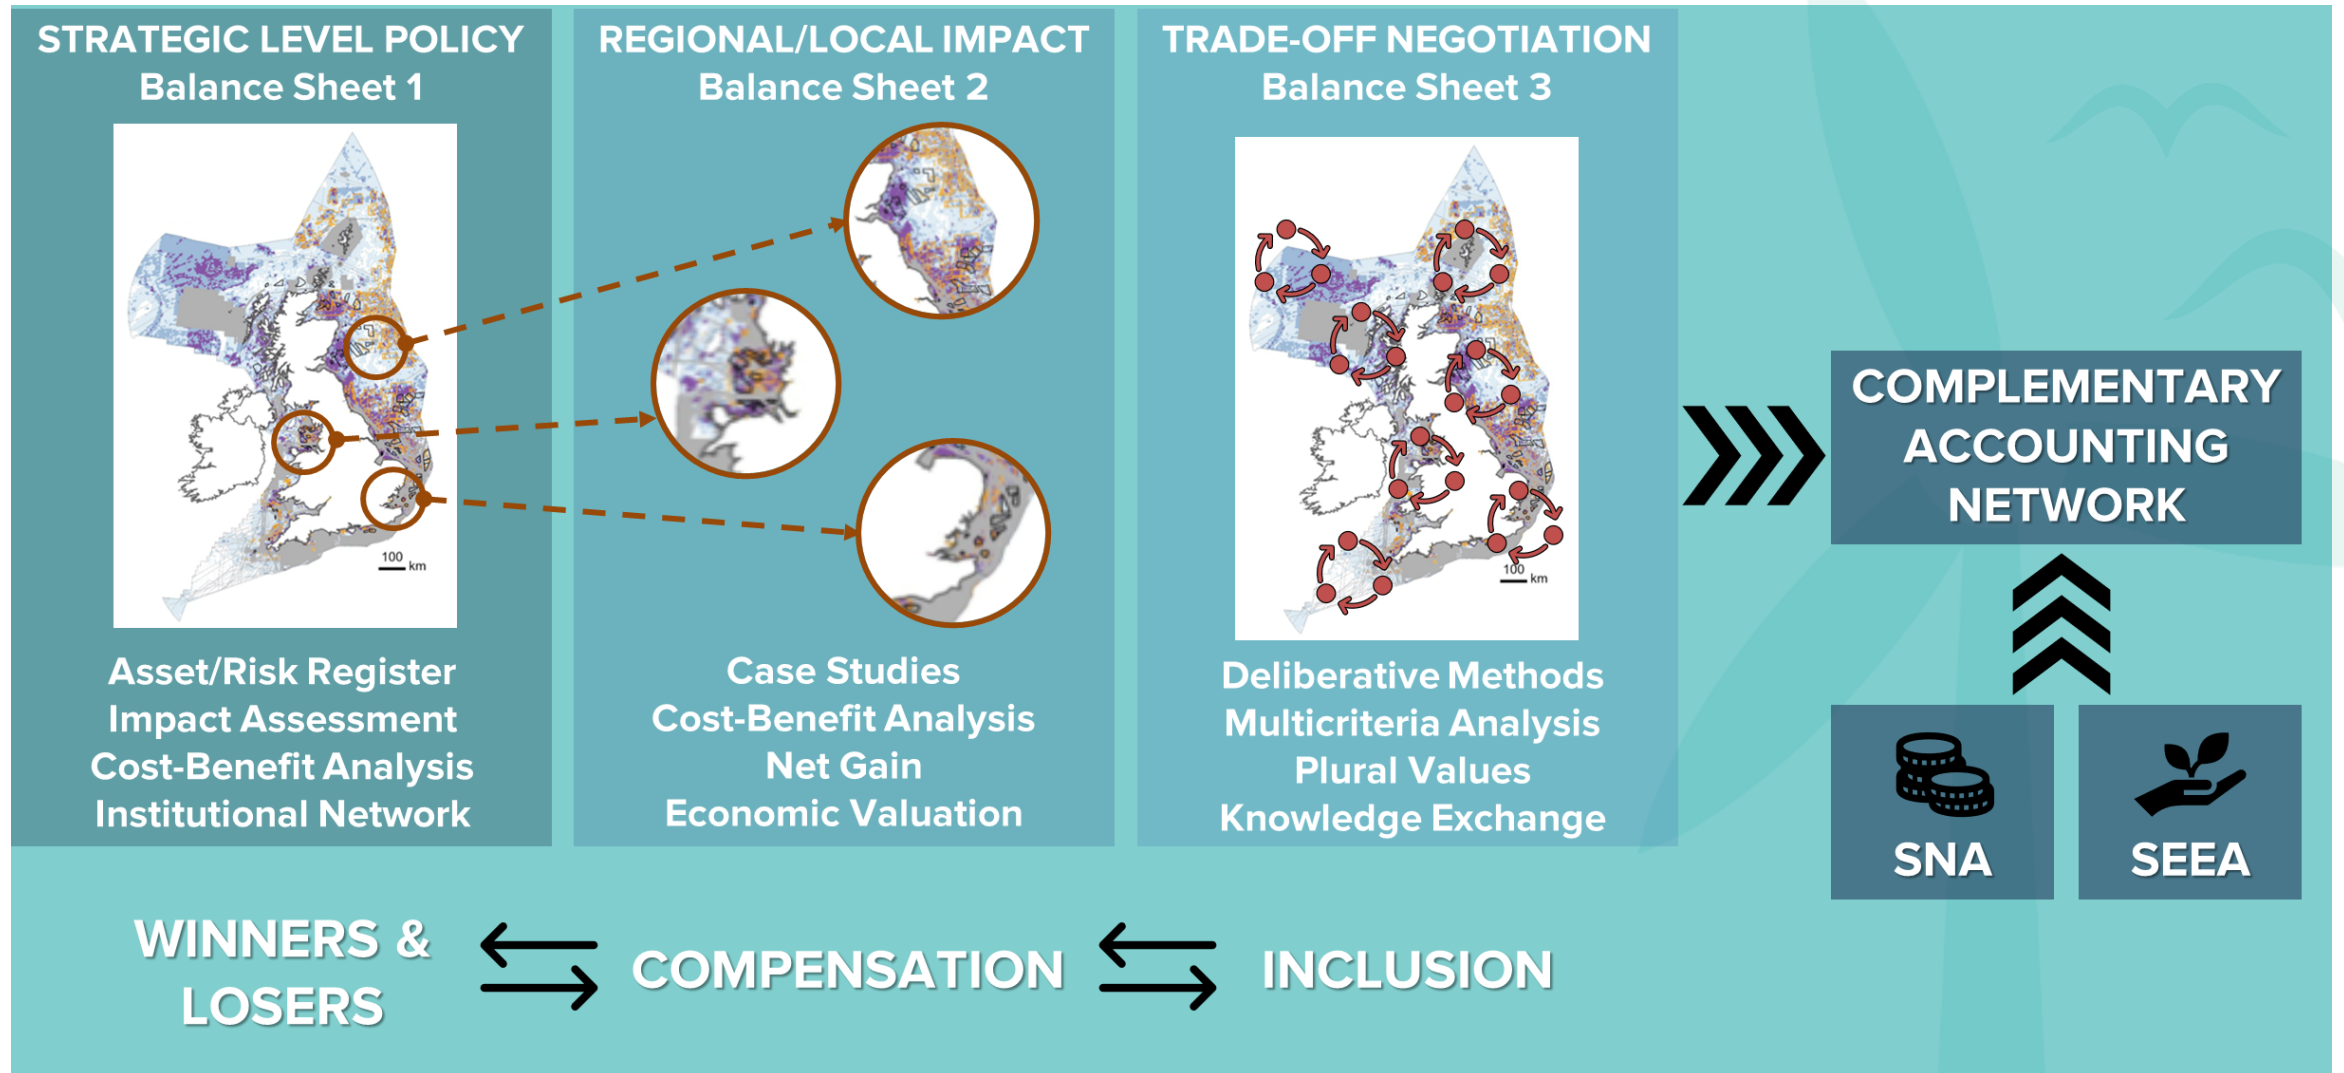 STRATEGIC LEVEL POLICY
Balance Sheet 1
100
km
Asset/Risk Register
Impact Assessment
Cost-Benefit Analysis
Institutional Network
REGIONAL/LOCAL IMPACT
Balance Sheet 2
Case Studies
Cost-Benefit Analysis
Net Gain
Economic Valuation
TRADE-OFF NEGOTIATION
Balance Sheet 3
100
km
Deliberative Methods
Multicriteria Analysis
Plural Values
Knowledge Exchange
COMPLEMENTARY
ACCOUNTING
NETWORK
SNA
SEEA
WINNERS &
LOSERS
COMPENSATION
INCLUSION